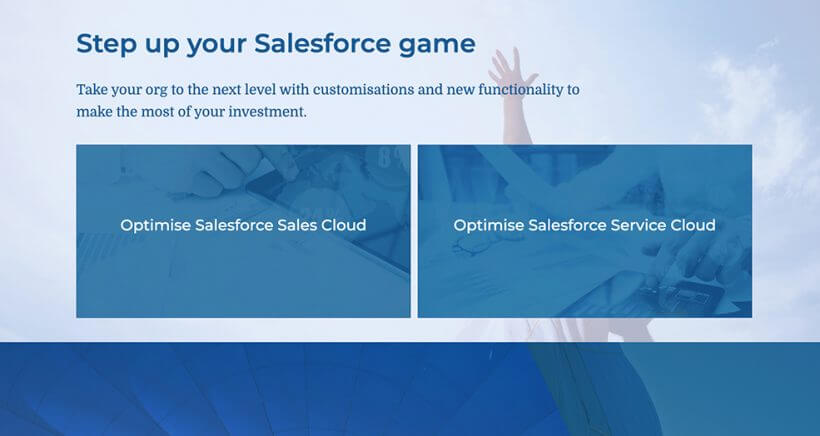 Step up your Salesforce game
Take your org to the next level with customisations and new functionality to
make the most of your investment.
Optimise Salesforce Sales Cloud
Optimise Salesforce Service Cloud